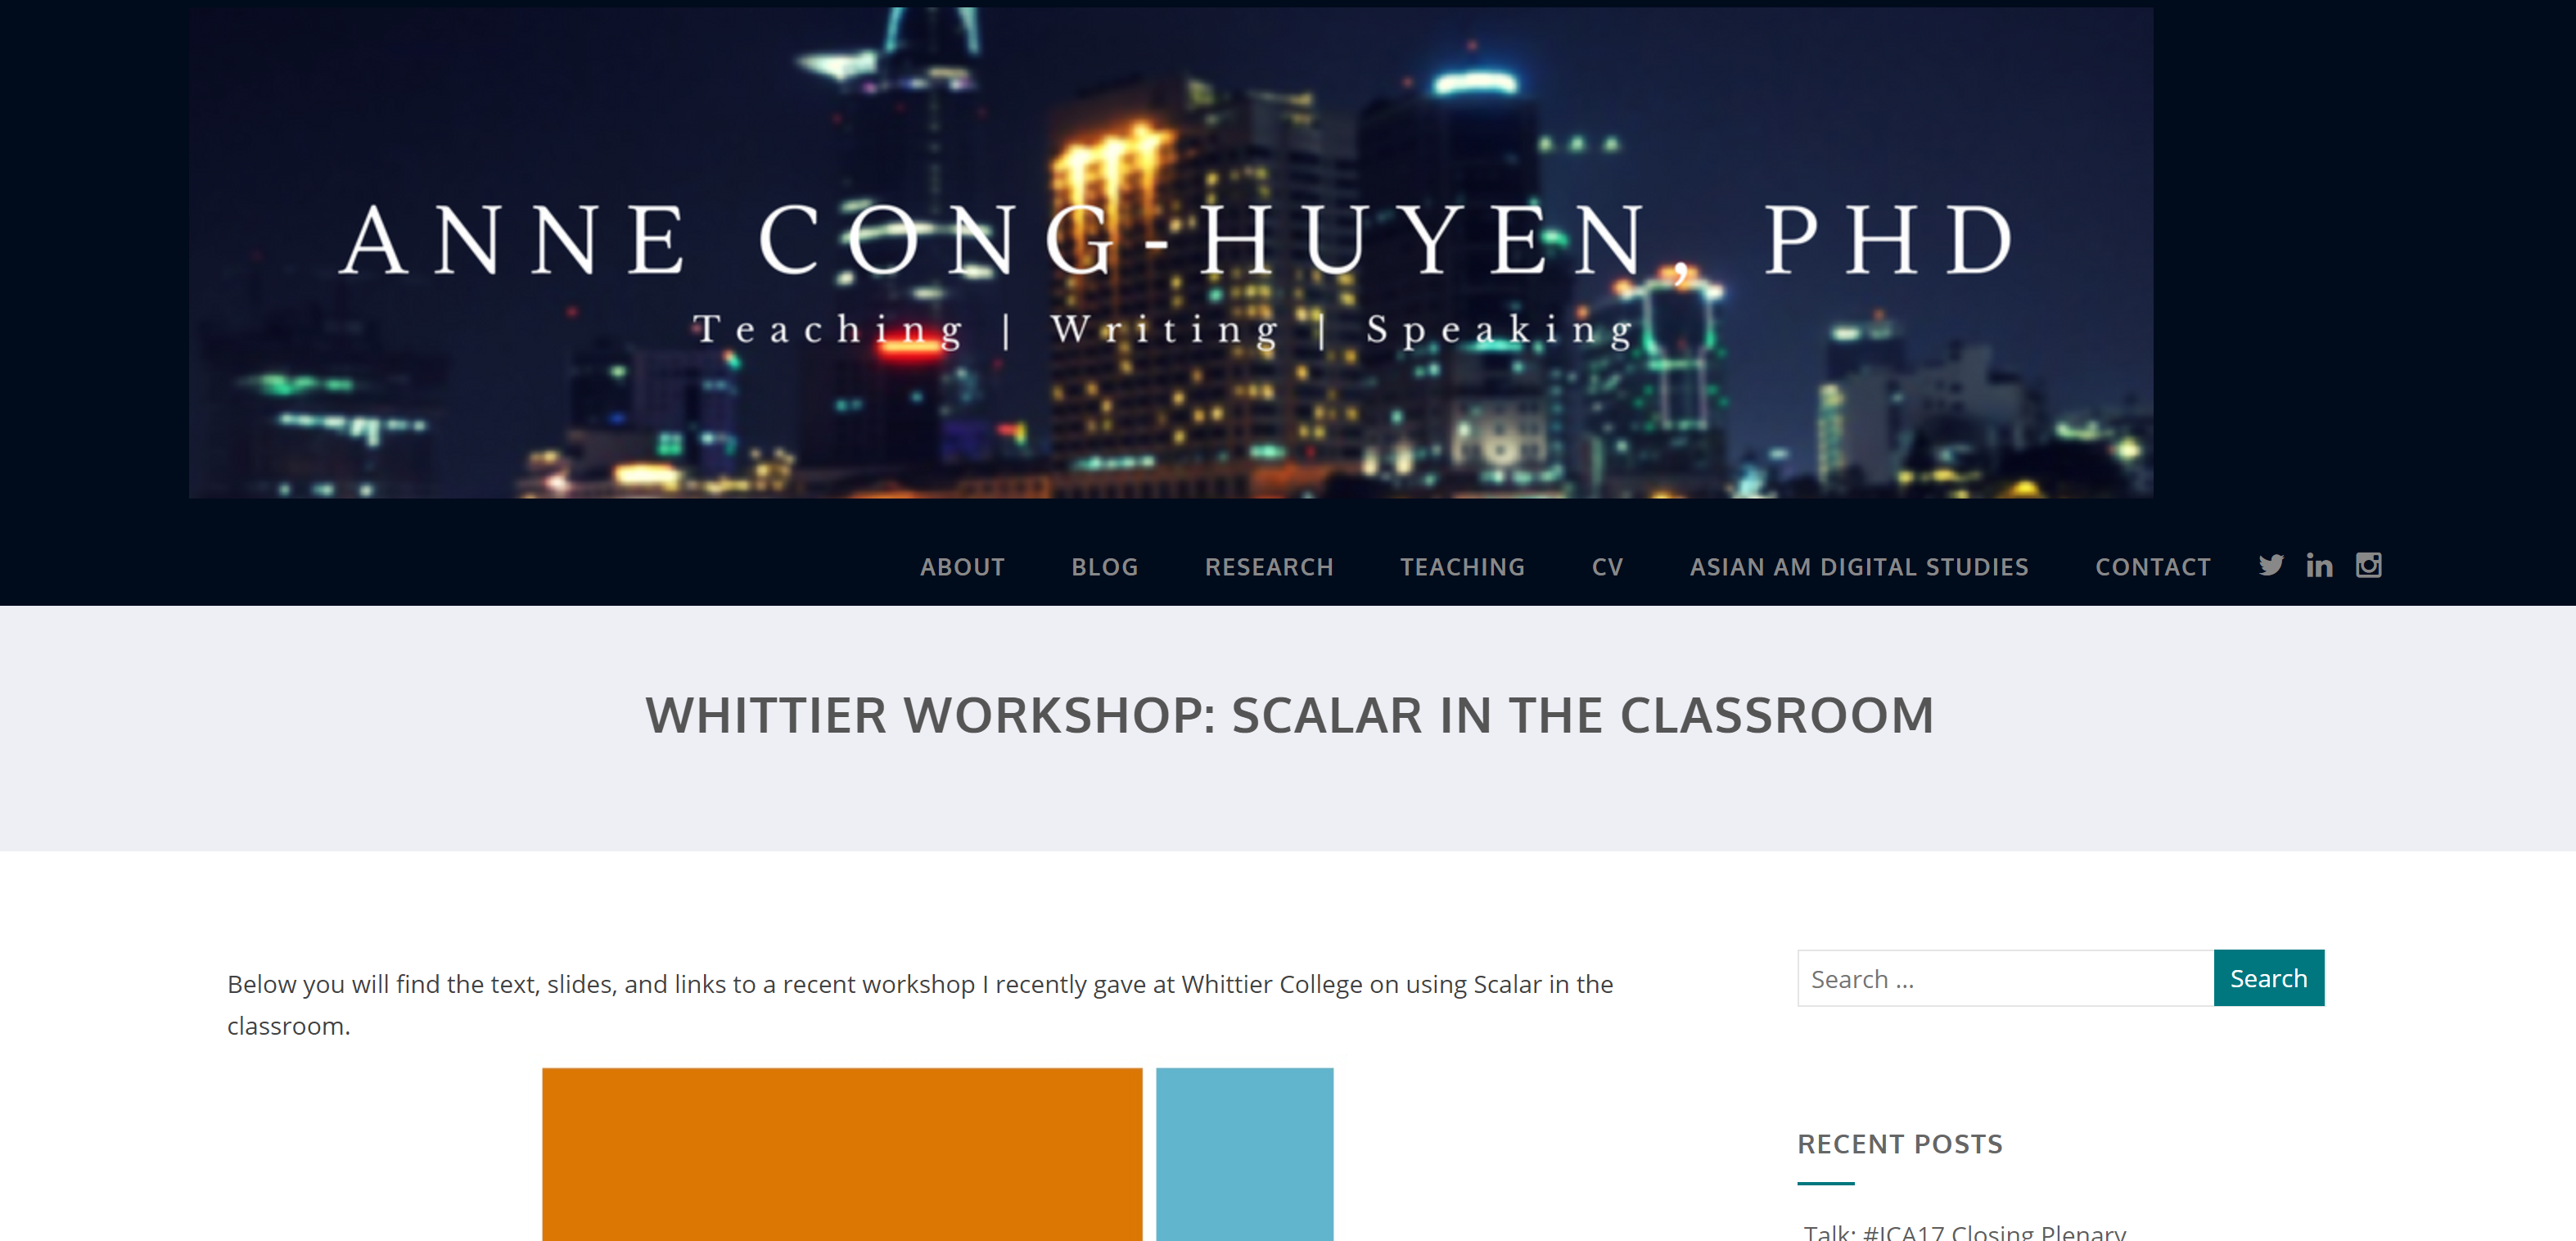 ANNE CONG-HUYEN, PHD
Teaching | Writing | Speaking
ABOUT BLOG RESEARCH TEACHING CV ASIAN AM DIGITAL STUDIES CONTACT
WHITTIER WORKSHOP: SCALAR IN THE CLASSROOM
Below you will find the text, slides, and links to a recent workshop I recently gave at Whittier College on using Scalar in the
classroom.
Search ... Search
RECENT POSTS
Talk: #ICA17 Closing Plenary